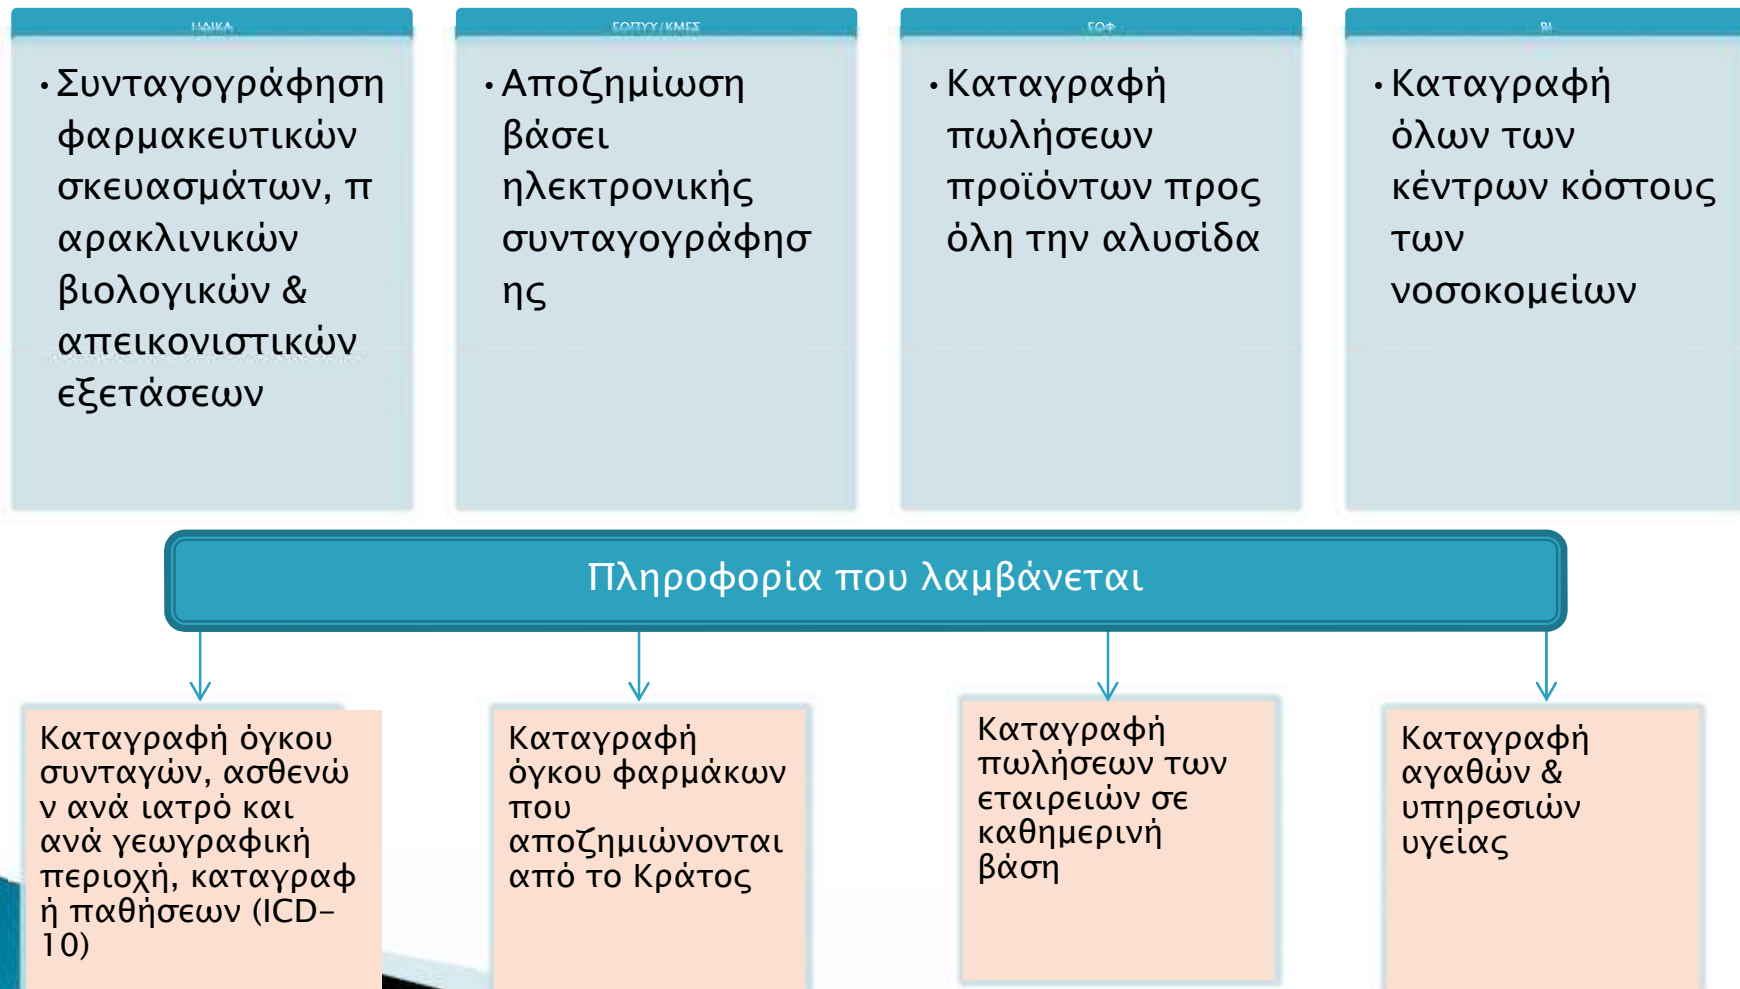 ΗΔΙΚΑ
• Συνταγογράφηση
φαρμακευτικών
σκευασμάτων, π
αρακλινικών
βιολογικών &
απεικονιστικών
εξετάσεων
ΕΟΠΥΥ/ΚΜΕΣ
• Αποζημίωση
βάσει
ηλεκτρονικής
συνταγογράφησ
ης
ΕΟΦ
• Καταγραφή
πωλήσεων
προϊόντων προς
όλη την αλυσίδα
BI
• Καταγραφή
όλων των
κέντρων κόστους
των
νοσοκομείων
Πληροφορία που λαμβάνεται
Καταγραφή όγκου
συνταγών, ασθενώ
ν ανά ιατρό και
ανά γεωγραφική
περιοχή, καταγραφ
ή παθήσεων (ICD-
10)
Καταγραφή
όγκου φαρμάκων
που
αποζημιώνονται
από το Κράτος
Καταγραφή
πωλήσεων των
εταιρειών σε
καθημερινή
βάση
Καταγραφή
αγαθών &
υπηρεσιών
υγείας